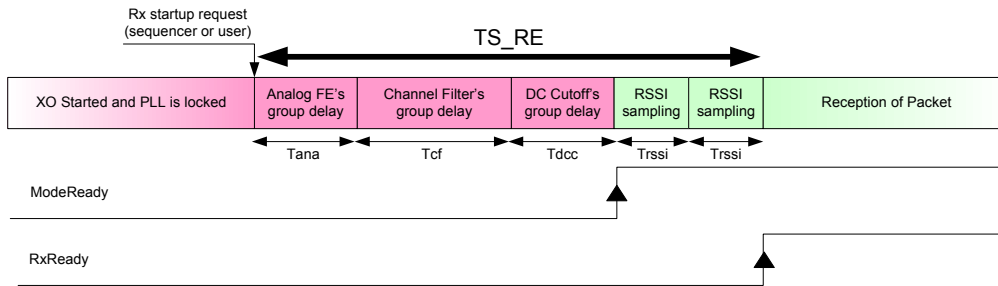 Rx startup request
(sequencer or user)
TS_RE
XO Started and PLL is locked
Analog FE's
group delay
Channel Filter's
group delay
DC Cutoff's
group delay
RSSI
sampling
RSSI
sampling
Reception of Packet
Tana
Tcf
Tdcc
Trssi
Trssi
ModeReady
RxReady